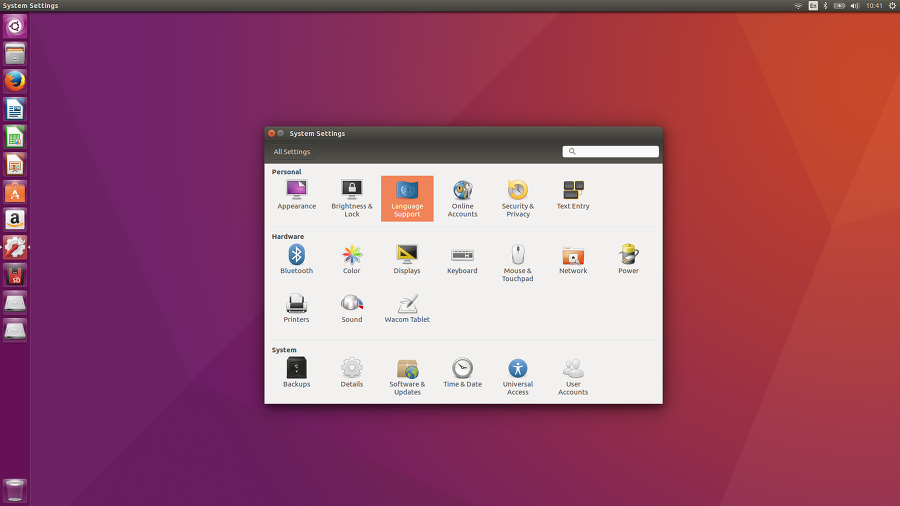 System Settings
En
10:41
System Settings
All Settings
Personal
Appearance
Brightness &
Lock
Language
Support
Online
Accounts
Security &
Privacy
Text Entry
Hardware
Bluetooth
Color
Displays
Keyboard
Mouse &
Touchpad
Network
Power
Printers
Sound
Wacom Tablet
System
Backups
Details
Software &
Updates
Time & Date
Universal
Access
User
Accounts
A
a
SD